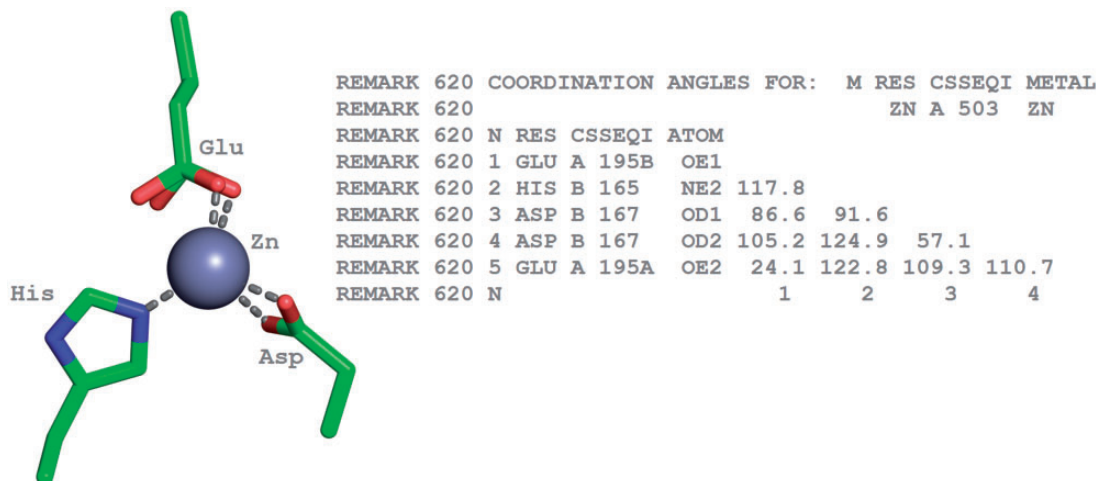 Glu
Zn
His
Asp
REMARK 620 COORDINATION ANGLES FOR:  M RES CSSEQI METAL
REMARK 620                               ZN A 503  ZN
REMARK 620 N RES CSSEQI ATOM
REMARK 620 1 GLU A 195B  OE1
REMARK 620 2 HIS B 165   NE2 117.8
REMARK 620 3 ASP B 167   OD1  86.6  91.6
REMARK 620 4 ASP B 167   OD2 105.2 124.9  57.1
REMARK 620 5 GLU A 195A  OE2  24.1 122.8 109.3 110.7
REMARK 620 N                    1     2     3     4